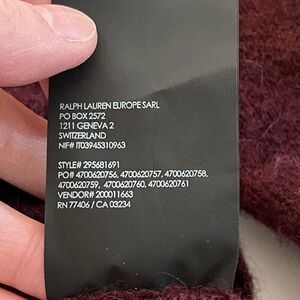 RALPH LAUREN EUROPE SARL
PO BOX 2572
1211 GENEVA 2
SWITZERLAND
NIF# IT03945310963
STYLE# 295681691
PO# 4700620756, 4700620757, 4700620758,
4700620759, 4700620760, 4700620761
VENDOR# 200011663
RN 77406 / CA 03234